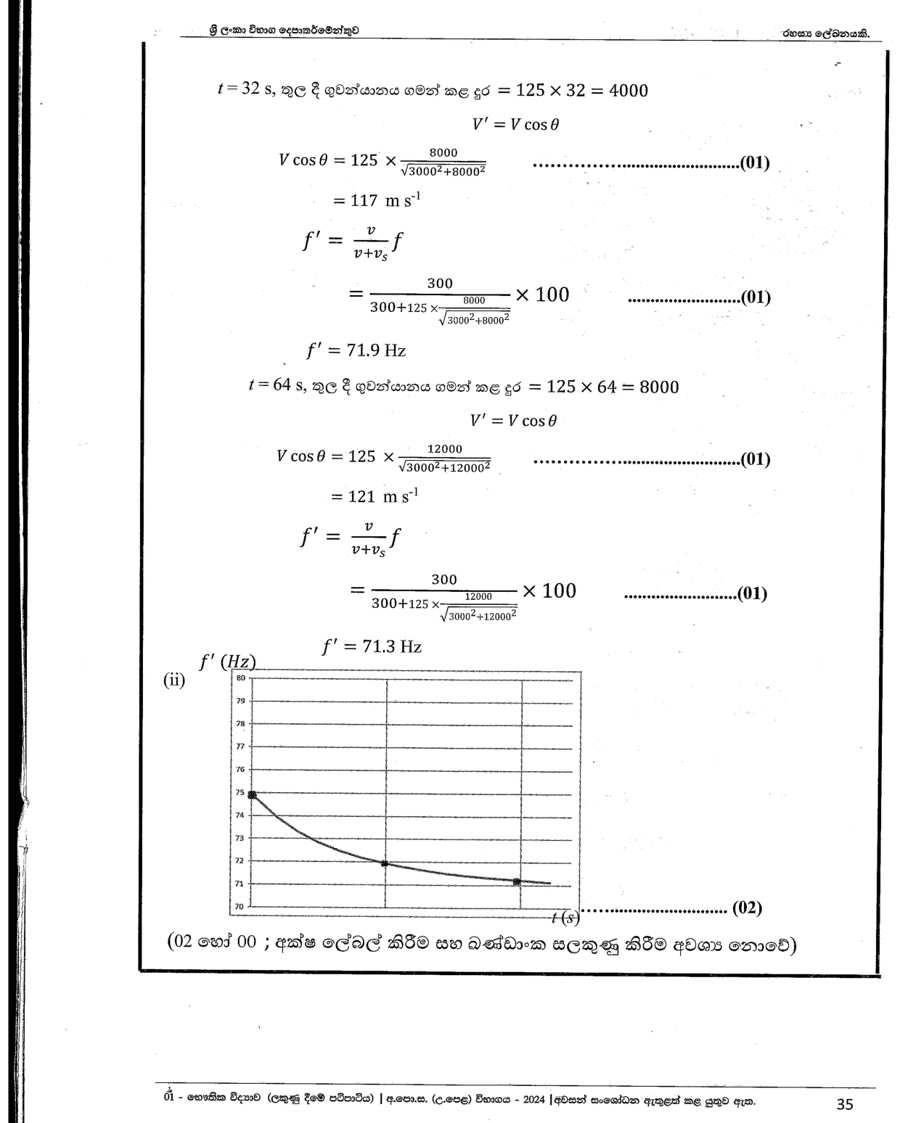 ශ්‍රී ලංකා විභාග දෙපාර්තමේන්තුව
රහස්‍ය ලේඛනයකි.
t = 32 s, තුල දී ගුවන්යානය ගමන් කළ දුර = 125 × 32 = 4000
V′ = V cos θ
V cos θ = 125 × 8000/√(3000²+8000²) ........................................(01)
= 117 m s⁻¹
f′ = v/(v+vₛ) f
= 300/(300+125 × 8000/√(3000²+8000²)) × 100 .........................(01)
f′ = 71.9 Hz
t = 64 s, තුල දී ගුවන්යානය ගමන් කළ දුර = 125 × 64 = 8000
V′ = V cos θ
V cos θ = 125 × 12000/√(3000²+12000²) ........................................(01)
= 121 m s⁻¹
f′ = v/(v+vₛ) f
= 300/(300+125 × 12000/√(3000²+12000²)) × 100 .........................(01)
f′ = 71.3 Hz
f′ (Hz)
(ii)
80
79
78
77
76
75
74
73
72
71
70
t (s)
................................ (02)
(02 හෝ 00 ; අක්ෂ ලේබල් කිරීම සහ ඛණ්ඩාංක සලකුණු කිරීම අවශ්‍ය නොවේ)
01 - භෞතික විද්‍යාව (ලකුණු දීමේ පටිපාටිය) | අ.පො.ස. (උ.පෙළ) විභාගය - 2024 | අවසන් සංශෝධන ඇතුළත් කළ යුතුව ඇත.
35